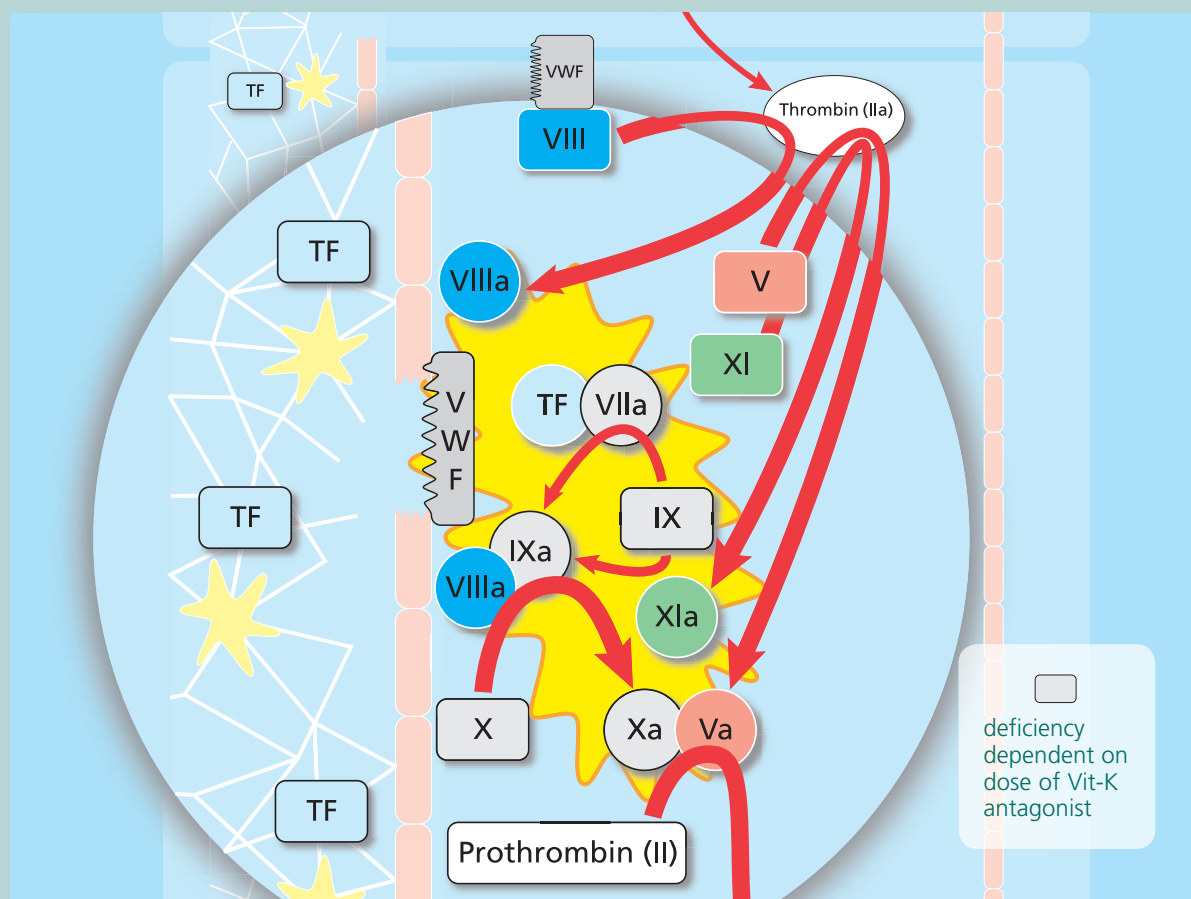 VWF
TF
Thrombin (IIa)
VIII
TF
VIIIa
V
XI
V
W
F
TF
VIIa
TF
IX
IXa
VIIIa
XIa
X
Xa
Va
deficiency
dependent on
dose of Vit-K
antagonist
TF
Prothrombin (II)